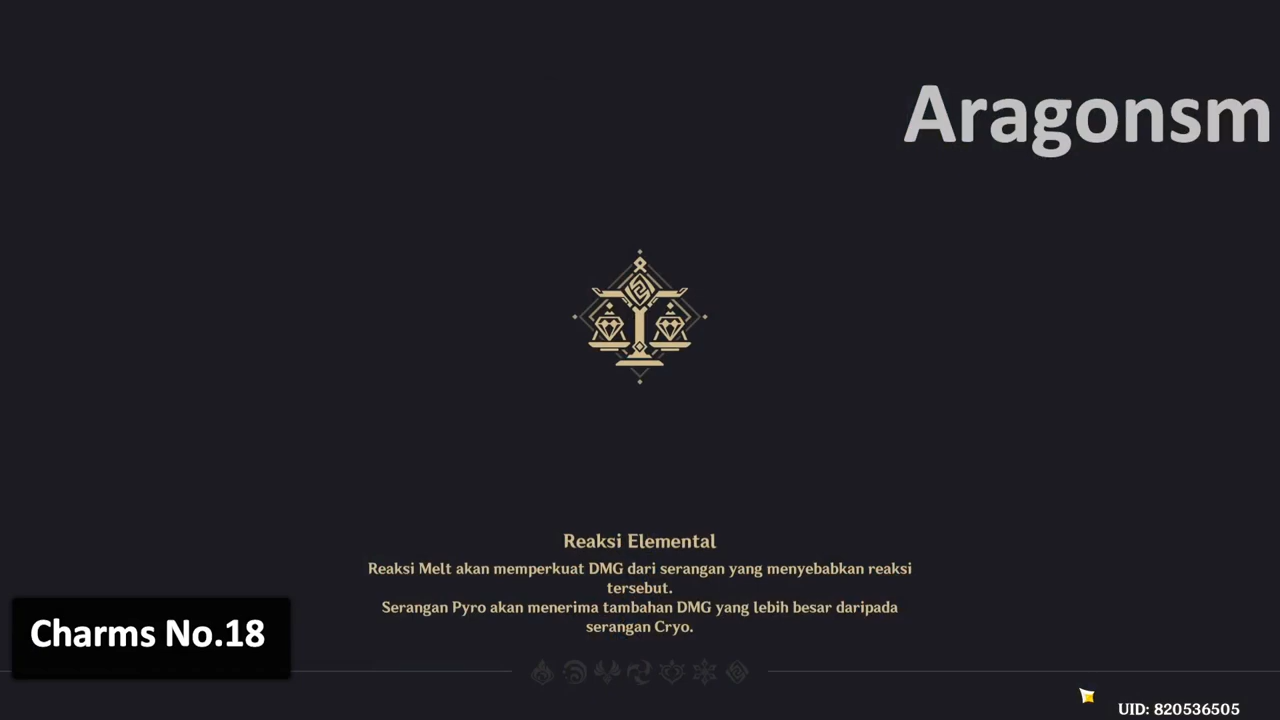 Aragonsm
Reaksi Elemental
Reaksi Melt akan memperkuat DMG dari serangan yang menyebabkan reaksi
tersebut.
Serangan Pyro akan menerima tambahan DMG yang lebih besar daripada
serangan Cryo.
Charms No.18
UID: 820536505